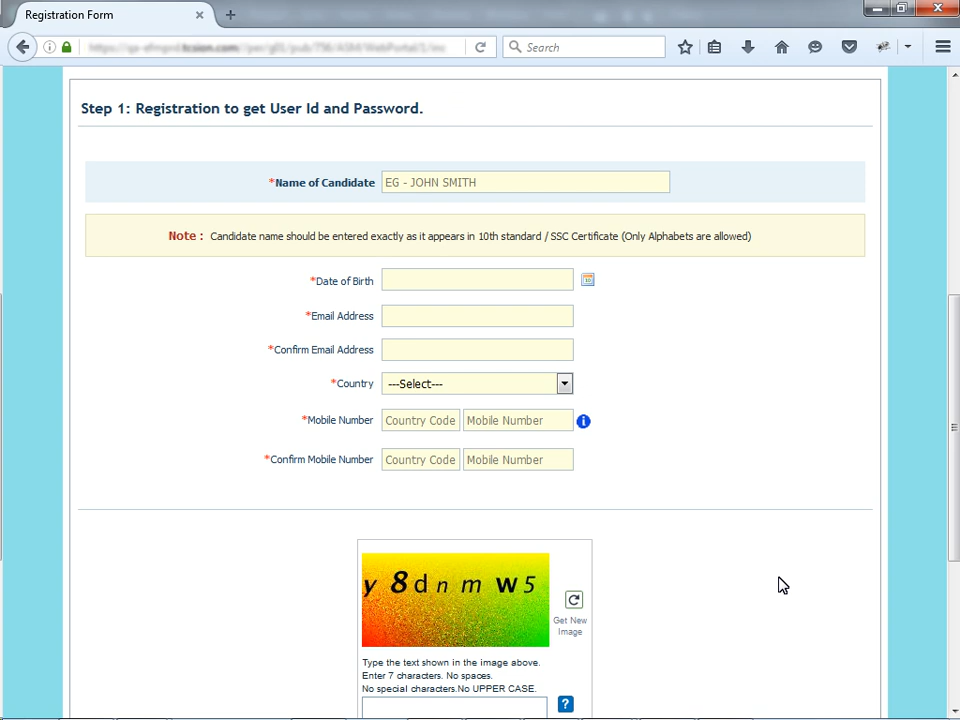 Registration Form
Search
Step 1: Registration to get User Id and Password.
*Name of Candidate EG - JOHN SMITH
Note : Candidate name should be entered exactly as it appears in 10th standard / SSC Certificate (Only Alphabets are allowed)
*Date of Birth
*Email Address
*Confirm Email Address
*Country ---Select---
*Mobile Number Country Code Mobile Number
*Confirm Mobile Number Country Code Mobile Number
y 8 d n m w 5
Get New
Image
Type the text shown in the image above.
Enter 7 characters. No spaces.
No special characters.No UPPER CASE.
?